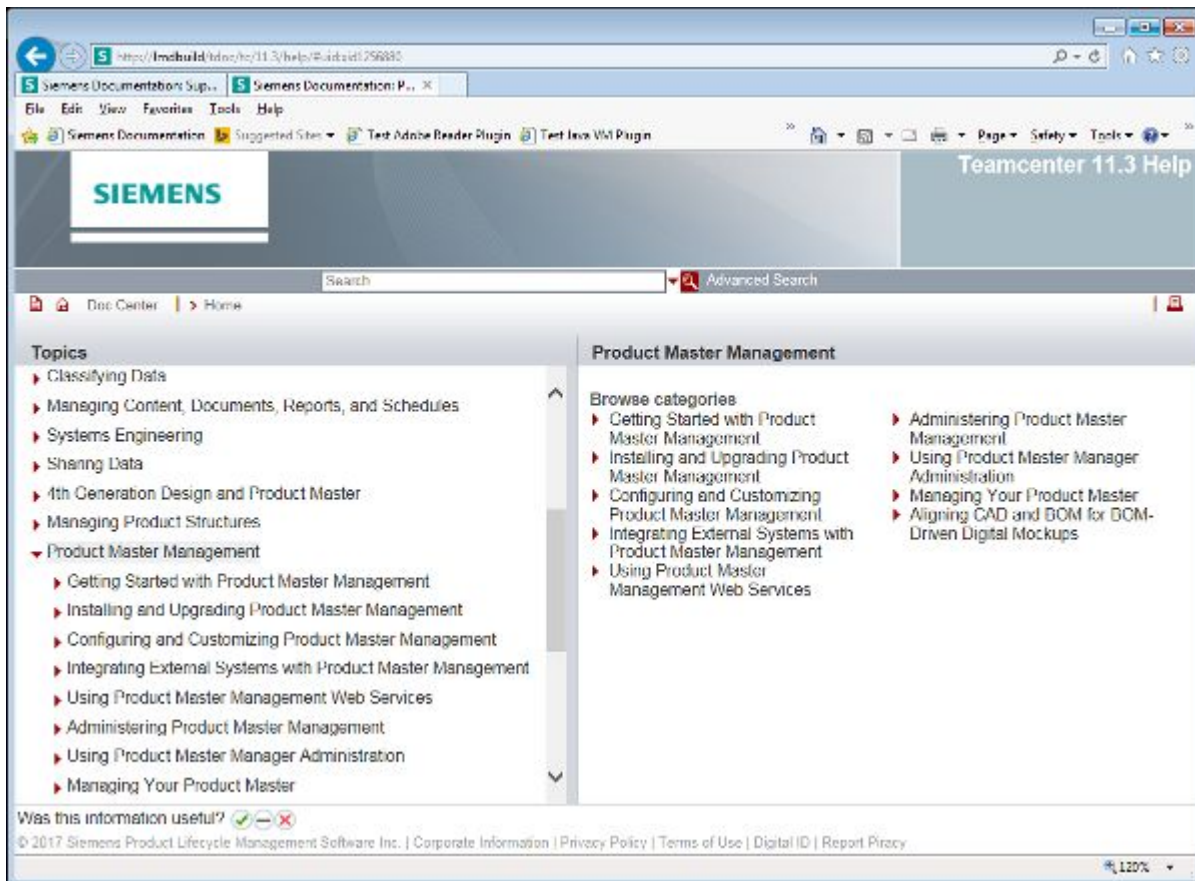 http://lmdbuild/tdoc/tc/11.3/help/#uid:xid1256880
Siemens Documentation: Sup...
Siemens Documentation: P...
File Edit View Favorites Tools Help
Siemens Documentation Suggested Sites Test Adobe Reader Plugin Test Java VM Plugin
Page Safety Tools
SIEMENS
Teamcenter 11.3 Help
Search
Advanced Search
Doc Center
Home
Topics
Classifying Data
Managing Content, Documents, Reports, and Schedules
Systems Engineering
Sharing Data
4th Generation Design and Product Master
Managing Product Structures
Product Master Management
Getting Started with Product Master Management
Installing and Upgrading Product Master Management
Configuring and Customizing Product Master Management
Integrating External Systems with Product Master Management
Using Product Master Management Web Services
Administering Product Master Management
Using Product Master Manager Administration
Managing Your Product Master
Product Master Management
Browse categories
Getting Started with Product
Master Management
Installing and Upgrading Product
Master Management
Configuring and Customizing
Product Master Management
Integrating External Systems with
Product Master Management
Using Product Master
Management Web Services
Administering Product Master
Management
Using Product Master Manager
Administration
Managing Your Product Master
Aligning CAD and BOM for BOM-
Driven Digital Mockups
Was this information useful?
© 2017 Siemens Product Lifecycle Management Software Inc. | Corporate Information | Privacy Policy | Terms of Use | Digital ID | Report Piracy
120%